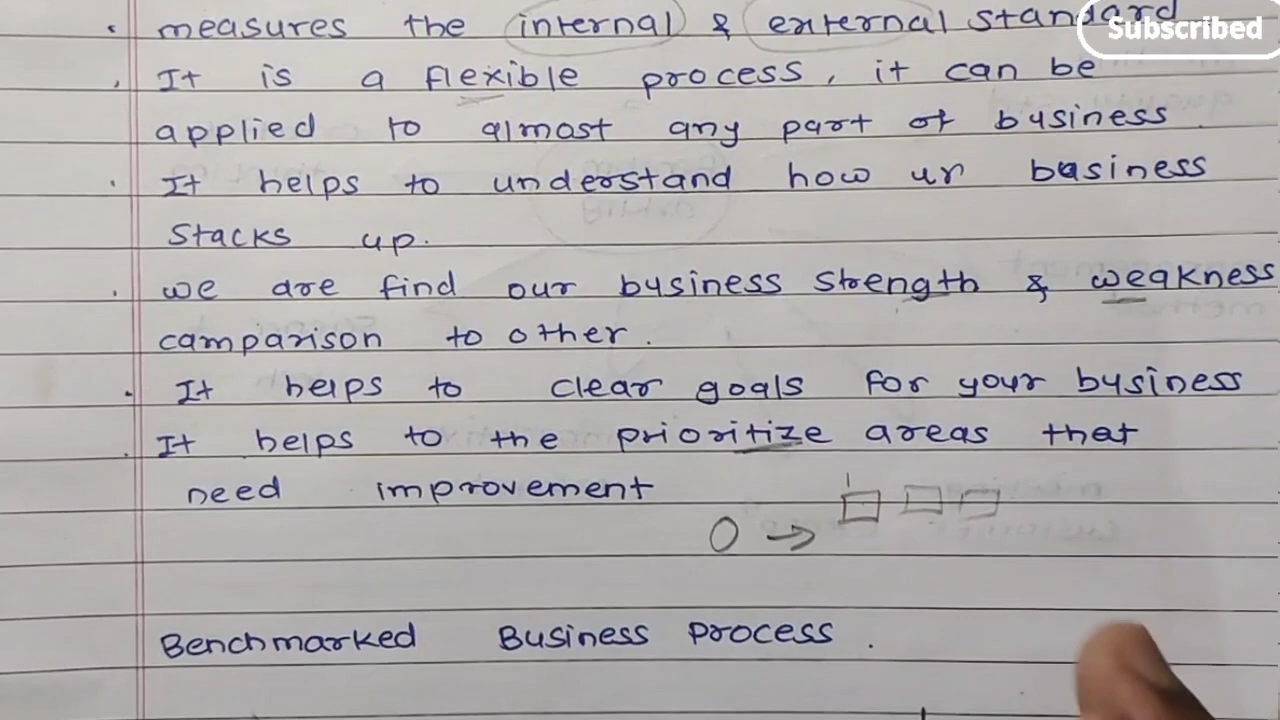 measures the internal & external standard
Subscribed
It is a flexible process, it can be
applied to almost any part of business.
It helps to understand how ur business
Stacks up.
we are find our business Strength & weakness
camparison to other.
It helps to clear goals for your business
It helps to the prioritize areas that
need improvement
Benchmarked Business Process.